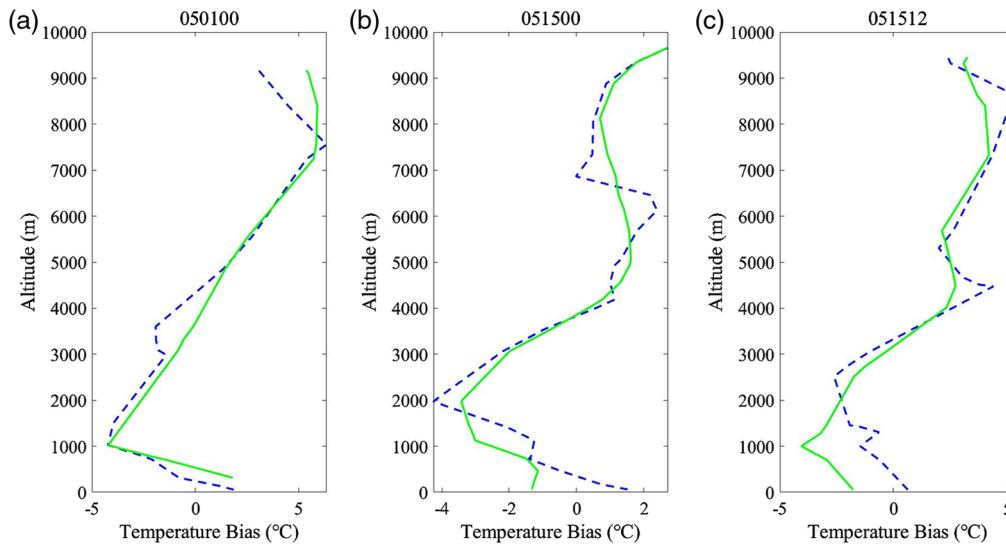 (a) 050100 (b) 051500 (c) 051512
10000 10000 10000
9000 9000 9000
8000 8000 8000
7000 7000 7000
6000 6000 6000
5000 5000 5000
4000 4000 4000
3000 3000 3000
2000 2000 2000
1000 1000 1000
0 0 0
Altitude (m) Altitude (m) Altitude (m)
-5 0 5 -4 -2 0 2 -5 0 5
Temperature Bias (°C) Temperature Bias (°C) Temperature Bias (°C)